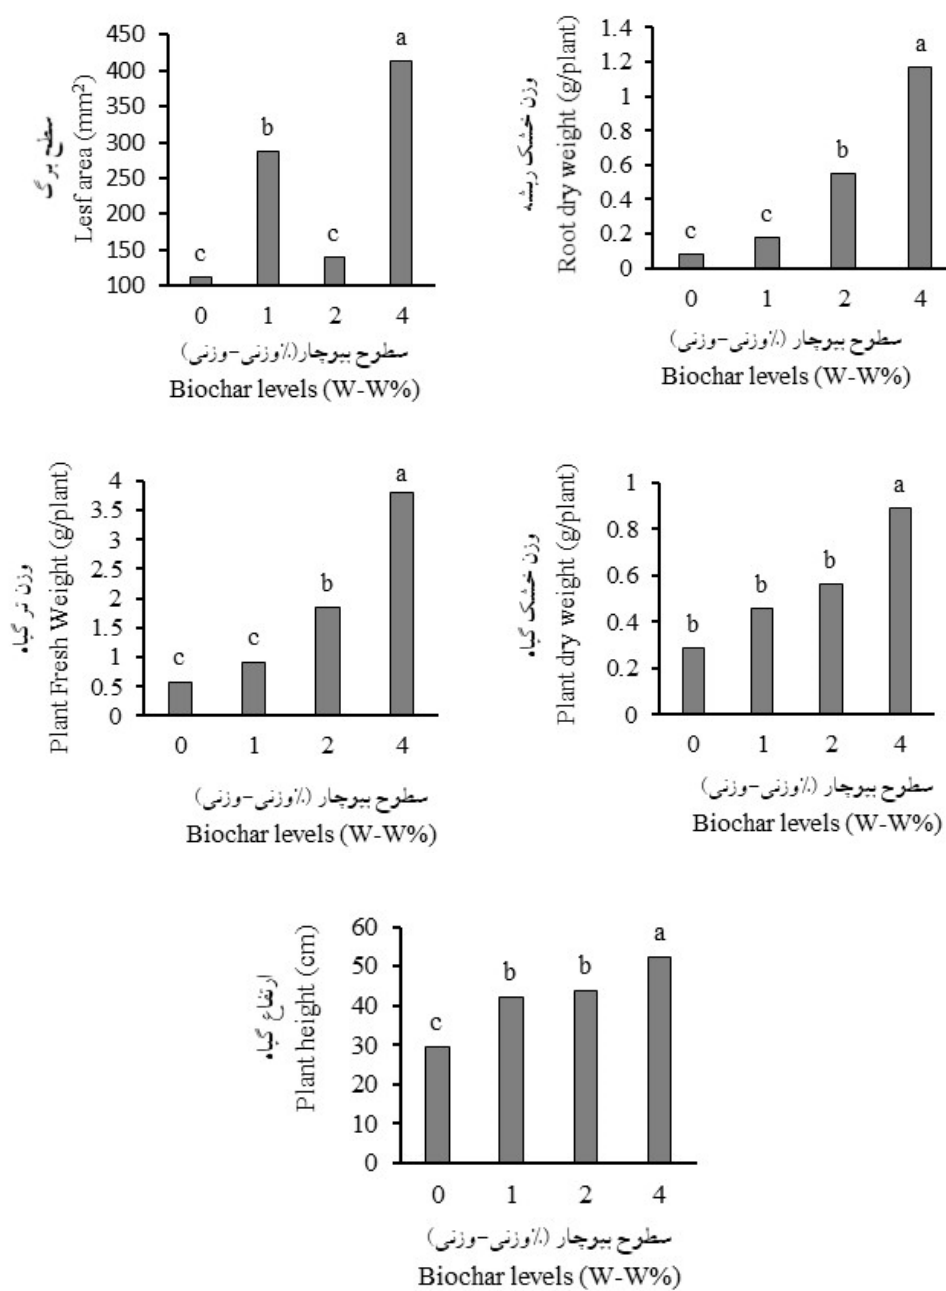 سطح برگ
Lesf area (mm²)
450
400
350
300
250
200
150
100
c
b
c
a
0 1 2 4
سطوح بیوچار(٪وزنی-وزنی)
Biochar levels (W-W%)
وزن خشک ریشه
Root dry weight (g/plant)
1.4
1.2
1
0.8
0.6
0.4
0.2
0
c
c
b
a
0 1 2 4
سطوح بیوچار (٪وزنی-وزنی)
Biochar levels (W-W%)
وزن تر گیاه
Plant Fresh Weight (g/plant)
4
3.5
3
2.5
2
1.5
1
0.5
0
c
c
b
a
0 1 2 4
سطوح بیوچار (٪وزنی-وزنی)
Biochar levels (W-W%)
وزن خشک گیاه
Plant dry weight (g/plant)
1
0.8
0.6
0.4
0.2
0
b
b
b
a
0 1 2 4
سطوح بیوچار (٪وزنی-وزنی)
Biochar levels (W-W%)
ارتفاع گیاه
Plant height (cm)
60
50
40
30
20
10
0
c
b
b
a
0 1 2 4
سطوح بیوچار (٪وزنی-وزنی)
Biochar levels (W-W%)